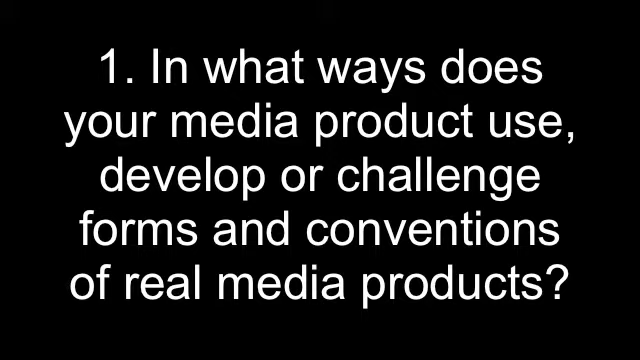 1. In what ways does
your media product use,
develop or challenge
forms and conventions
of real media products?